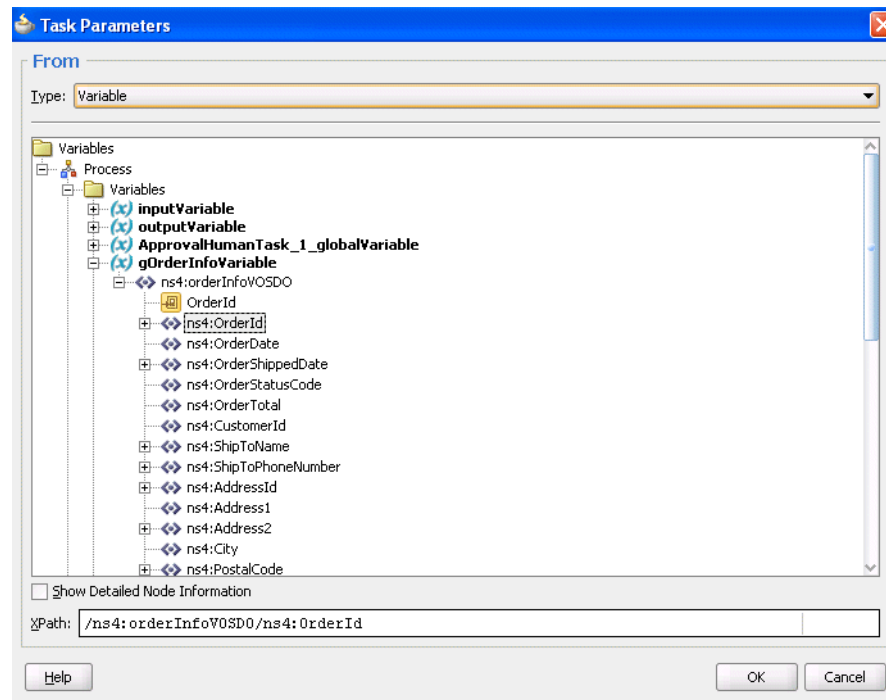 Task Parameters
From
Type: Variable
Variables
Process
Variables
inputVariable
outputVariable
ApprovalHumanTask_1_globalVariable
gOrderInfoVariable
ns4:orderInfoVOSDO
OrderId
ns4:OrderId
ns4:OrderDate
ns4:OrderShippedDate
ns4:OrderStatusCode
ns4:OrderTotal
ns4:CustomerId
ns4:ShipToName
ns4:ShipToPhoneNumber
ns4:AddressId
ns4:Address1
ns4:Address2
ns4:City
ns4:PostalCode
Show Detailed Node Information
XPath: /ns4:orderInfoVOSDO/ns4:OrderId
Help OK Cancel